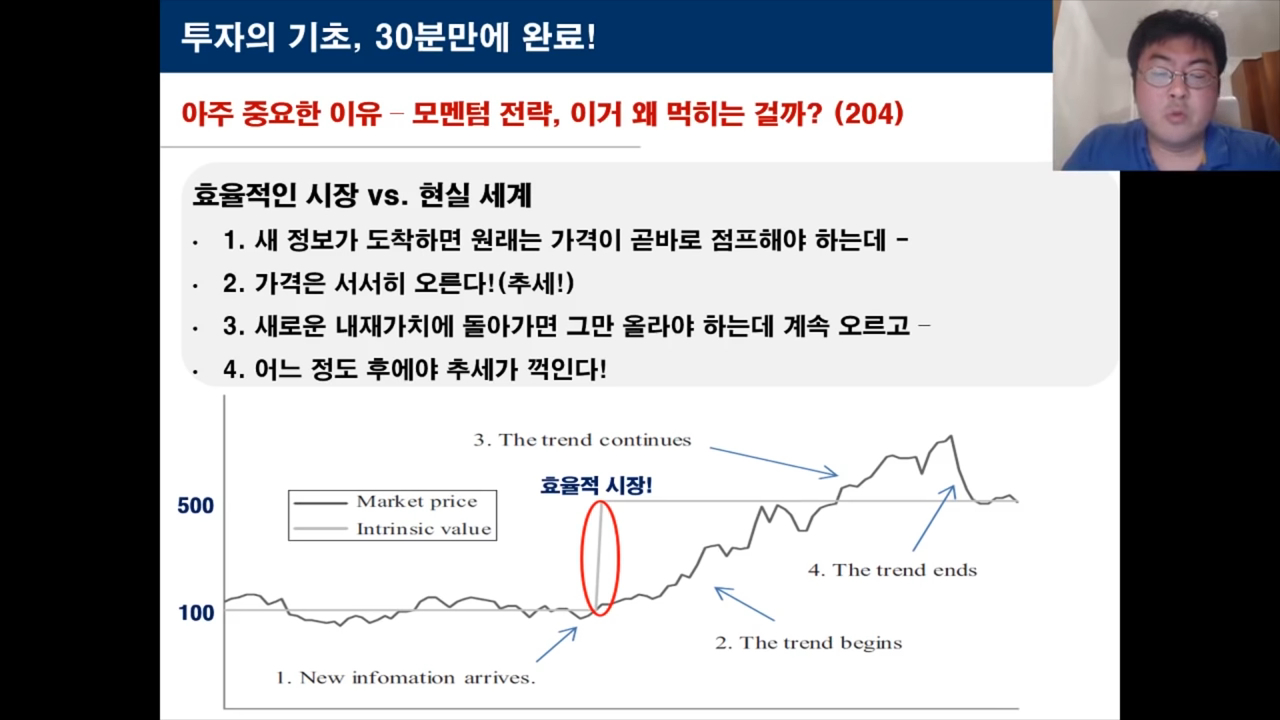 투자의 기초, 30분만에 완료!
아주 중요한 이유 – 모멘텀 전략, 이거 왜 먹히는 걸까? (204)
효율적인 시장 vs. 현실 세계
· 1. 새 정보가 도착하면 원래는 가격이 곧바로 점프해야 하는데 -
· 2. 가격은 서서히 오른다!(추세!)
· 3. 새로운 내재가치에 돌아가면 그만 올라야 하는데 계속 오르고 –
· 4. 어느 정도 후에야 추세가 꺽인다!
3. The trend continues
효율적 시장!
500
Market price
Intrinsic value
4. The trend ends
100
2. The trend begins
1. New infomation arrives.